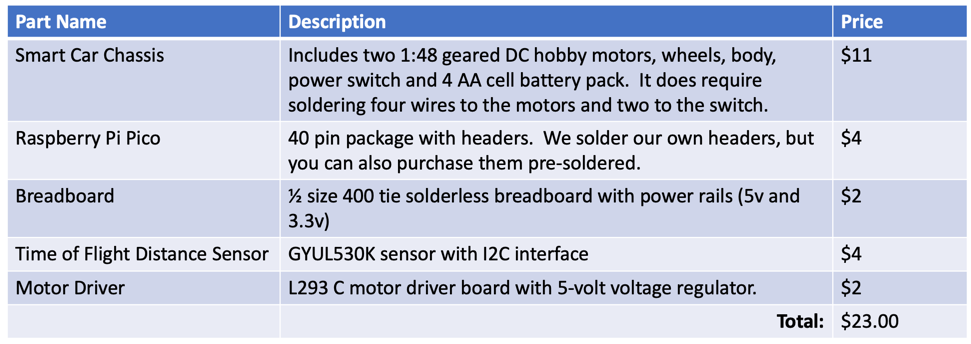 Part Name Description Price
Smart Car Chassis Includes two 1:48 geared DC hobby motors, wheels, body, $11
power switch and 4 AA cell battery pack.  It does require
soldering four wires to the motors and two to the switch.
Raspberry Pi Pico 40 pin package with headers.  We solder our own headers, but $4
you can also purchase them pre-soldered.
Breadboard ½ size 400 tie solderless breadboard with power rails (5v and $2
3.3v)
Time of Flight Distance Sensor GYUL530K sensor with I2C interface $4
Motor Driver L293 C motor driver board with 5-volt voltage regulator. $2
Total: $23.00